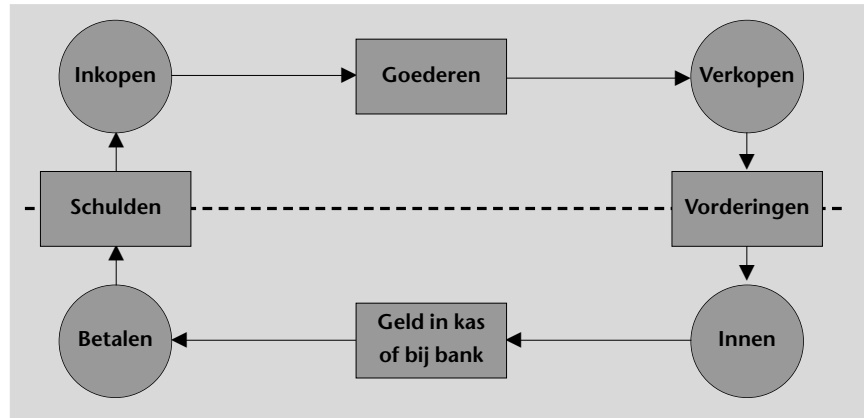 Inkopen
Goederen
Verkopen
Schulden
Vorderingen
Betalen
Geld in kas
of bij bank
Innen